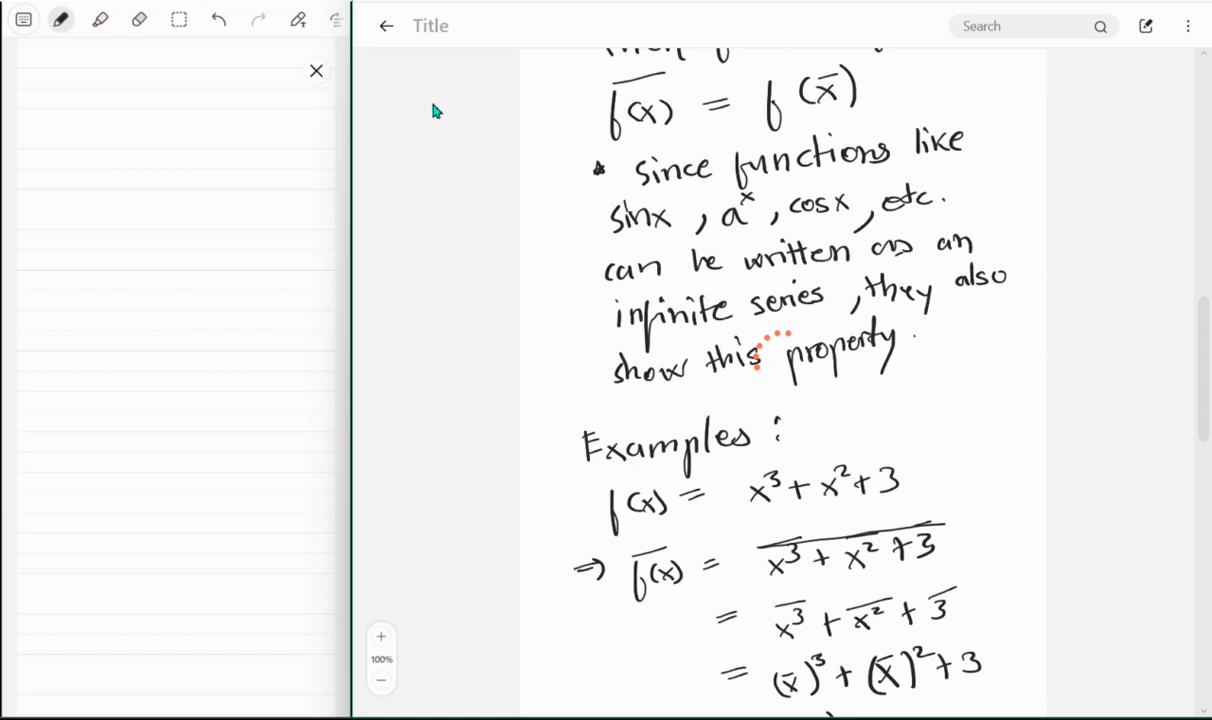 Title
Search
f(x)̅ = f(x̅)
* since functions like
sinx, aˣ, cosx, etc.
can be written as an
infinite series, they also
show this property.
Examples:
f(x) = x³ + x² + 3
⇒ f(x)̅ = x³ + x² + 3̅
= x³̅ + x²̅ + 3̅
= (x̅)³ + (x̅)² + 3
100%